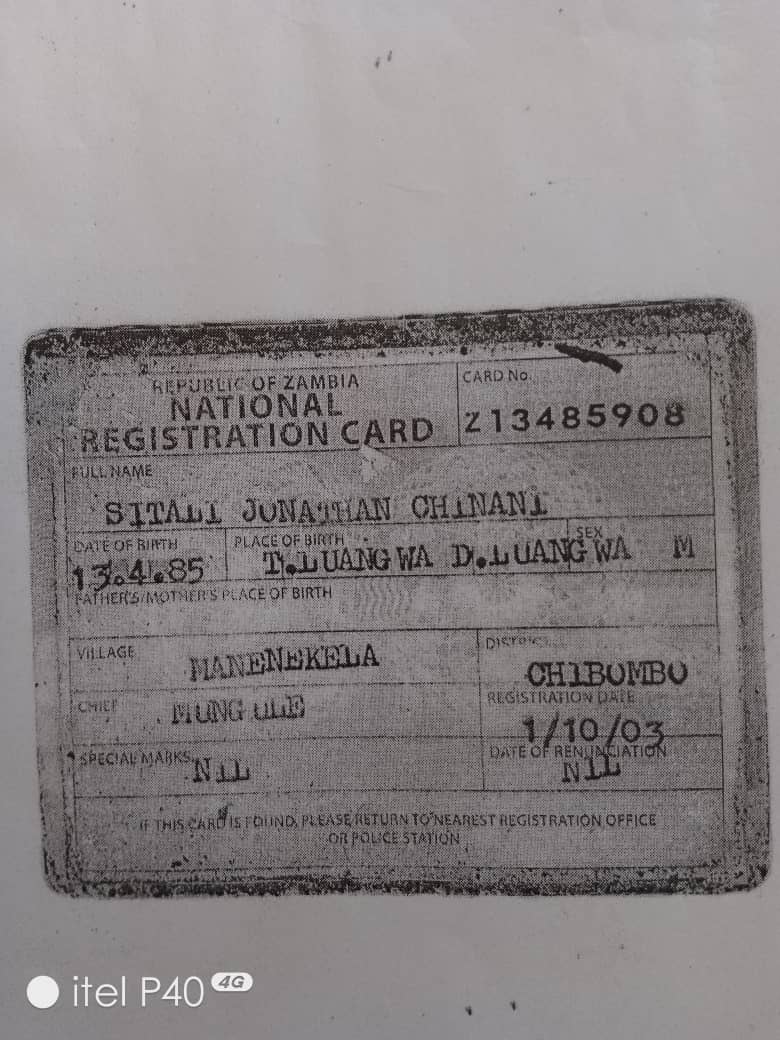 REPUBLIC OF ZAMBIA
NATIONAL
REGISTRATION CARD
CARD No.
Z13485908
FULL NAME
SITALI JONATHAN CHINANI
DATE OF BIRTH
13.4.85
PLACE OF BIRTH
T.LUANGWA D.LUANGWA
SEX
M
FATHER'S/MOTHER'S PLACE OF BIRTH
VILLAGE
MANENEKELA
DISTRICT
CHIBOMBO
CHIEF
MUNGULE
REGISTRATION DATE
1/10/03
SPECIAL MARKS
NIL
DATE OF RENUNCIATION
NIL
IF THIS CARD IS FOUND, PLEASE RETURN TO NEAREST REGISTRATION OFFICE
OR POLICE STATION
itel P40 4G